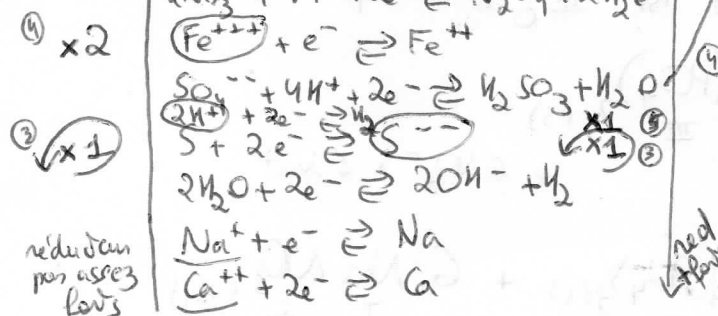 ④ ×2 Fe+++ + e- ⇌ Fe++
SO4-- + 4H+ + 2e- ⇌ H2SO3 + H2O
2H+ + 2e- ⇌ H2 ×1 ⑤
③ ×1 S + 2e- ⇌ S-- ×1 ③
2H2O + 2e- ⇌ 2OH- + H2
Na+ + e- ⇌ Na
pas assez Ca++ + 2e- ⇌ Ca
forts
red